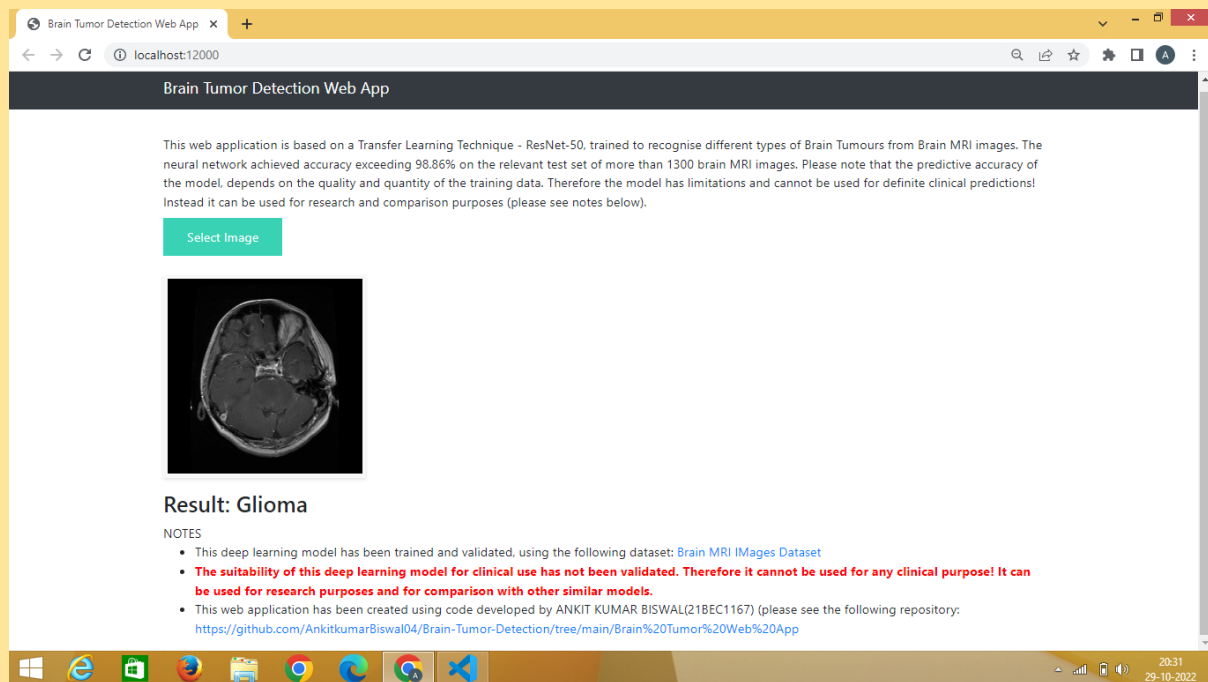 Brain Tumor Detection Web App
localhost:12000
A
Brain Tumor Detection Web App
This web application is based on a Transfer Learning Technique - ResNet-50, trained to recognise different types of Brain Tumours from Brain MRI images. The
neural network achieved accuracy exceeding 98.86% on the relevant test set of more than 1300 brain MRI images. Please note that the predictive accuracy of
the model, depends on the quality and quantity of the training data. Therefore the model has limitations and cannot be used for definite clinical predictions!
Instead it can be used for research and comparison purposes (please see notes below).
Select Image
Result: Glioma
NOTES
• This deep learning model has been trained and validated, using the following dataset: Brain MRI IMages Dataset
• The suitability of this deep learning model for clinical use has not been validated. Therefore it cannot be used for any clinical purpose! It can
be used for research purposes and for comparison with other similar models.
• This web application has been created using code developed by ANKIT KUMAR BISWAL(21BEC1167) (please see the following repository:
https://github.com/AnkitkumarBiswal04/Brain-Tumor-Detection/tree/main/Brain%20Tumor%20Web%20App
A
20:31
29-10-2022